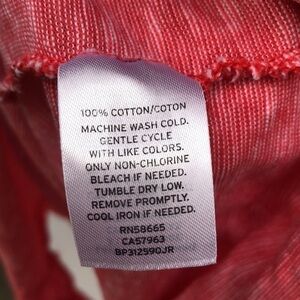 100% COTTON/COTON
MACHINE WASH COLD.
GENTLE CYCLE
WITH LIKE COLORS.
ONLY NON-CHLORINE
BLEACH IF NEEDED.
TUMBLE DRY LOW.
REMOVE PROMPTLY.
COOL IRON IF NEEDED.
RN58665
CA57963
BP312590JR